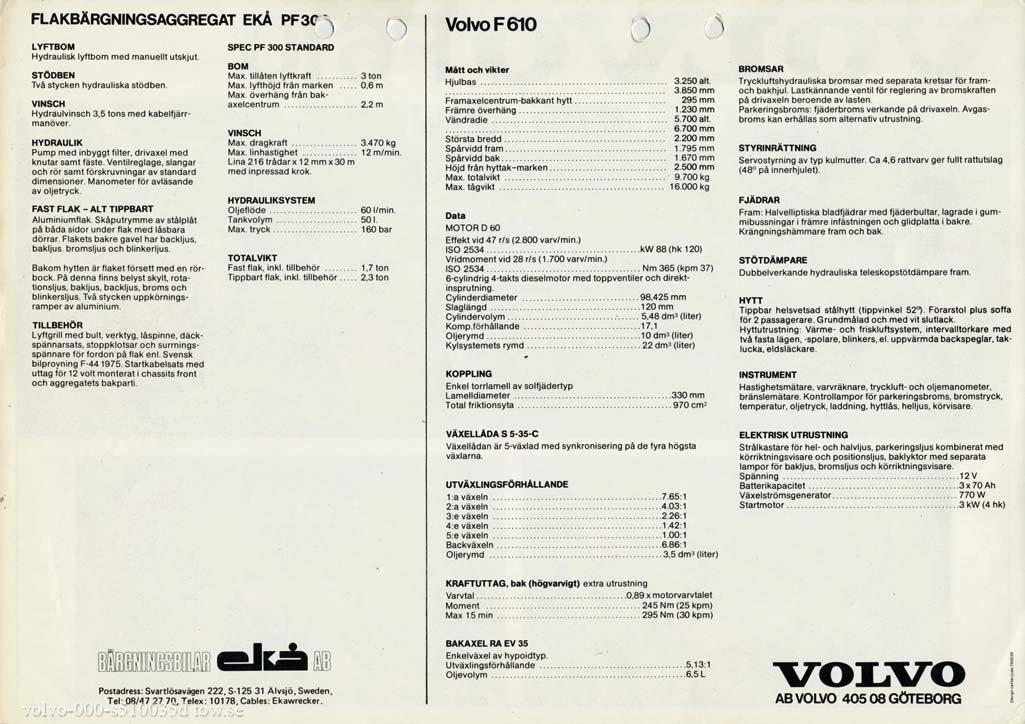 FLAKBÄRGNINGSAGGREGAT EKÅ PF30
LYFTBOM
Hydraulisk lyftbom med manuellt utskjut.
STÖDBEN
Två stycken hydrauliska stödben.
VINSCH
Hydraulvinsch 3,5 tons med kabelfjärr-
manöver.
HYDRAULIK
Pump med inbyggt filter, drivaxel med
knutar samt fäste. Ventilreglage, slangar
och rör samt förskruvningar av standard
dimensioner. Manometer för avläsande
av oljetryck.
FAST FLAK – ALT TIPPBART
Aluminiumflak. Skåputrymme av stålplåt
på båda sidor under flak med låsbara
dörrar. Flakets bakre gavel har backljus,
bakljus. bromsljus och blinkerljus.
Bakom hytten är flaket försett med en rör-
bock. På denna finns belyst skylt, rota-
tionsljus, bakljus, backljus, broms och
blinkersljus. Två stycken uppkörnings-
ramper av aluminium.
TILLBEHÖR
Lyftgrill med bult, verktyg, låspinne, däck-
spännarsats, stoppklotsar och surrnings-
spännare för fordon på flak enl. Svensk
bilprovning F-44 1975. Startkabelsats med
uttag för 12 volt monterat i chassits front
och aggregatets bakparti.
SPEC PF 300 STANDARD
BOM
Max. tillåten lyftkraft ........... 3 ton
Max. lyfthöjd från marken ..... 0,6 m
Max. överhäng från bak-
axelcentrum .................... 2,2 m
VINSCH
Max. dragkraft .................. 3.470 kg
Max. linhastighet ............... 12 m/min.
Lina 216 trådar x 12 mm x 30 m
med inpressad krok.
HYDRAULIKSYSTEM
Oljeflöde ........................ 60 l/min.
Tankvolym ...................... 50 l.
Max. tryck ....................... 160 bar
TOTALVIKT
Fast flak, inkl. tillbehör .......... 1,7 ton
Tippbart flak, inkl. tillbehör ..... 2,3 ton
BÄRGNINGSBILAR ekå AB
Postadress: Svartlösavägen 222, S-125 31 Älvsjö, Sweden,
Tel: 08/47 27 70, Telex: 10178, Cables: Ekawrecker.
Volvo F 610
Mått och vikter
Hjulbas ................................ 3.250 alt.
................................ 3.850 mm
Framaxelcentrum-bakkant hytt ........................ 295 mm
Främre överhäng ................................ 1.230 mm
Vändradie ................................ 5.700 alt.
................................ 6.700 mm
Största bredd ................................ 2.200 mm
Spårvidd fram ................................ 1.795 mm
Spårvidd bak ................................ 1.670 mm
Höjd från hyttak–marken ................................ 2.500 mm
Max. totalvikt ................................ 9.700 kg
Max. tågvikt ................................ 16.000 kg
Data
MOTOR D 60
Effekt vid 47 r/s (2.800 varv/min.)
ISO 2534 ................................ kW 88 (hk 120)
Vridmoment vid 28 r/s (1.700 varv/min.)
ISO 2534 ................................ Nm 365 (kpm 37)
6-cylindrig 4-takts dieselmotor med toppventiler och direkt-
insprutning.
Cylinderdiameter ................................ 98,425 mm
Slaglängd ................................ 120 mm
Cylindervolym ................................ 5,48 dm³ (liter)
Komp.förhållande ................................ 17,1
Oljerymd ................................ 10 dm³ (liter)
Kylsystemets rymd ................................ 22 dm³ (liter)
KOPPLING
Enkel torrlamell av solfjädertyp
Lamelldiameter ................................ 330 mm
Total friktionsyta ................................ 970 cm²
VÄXELLÅDA S 5-35-C
Växellådan är 5-växlad med synkronisering på de fyra högsta
växlarna.
UTVÄXLINGSFÖRHÅLLANDE
1:a växeln ................................ 7.65:1
2:a växeln ................................ 4.03:1
3:e växeln ................................ 2.26:1
4:e växeln ................................ 1.42:1
5:e växeln ................................ 1.00:1
Backväxeln ................................ 6.86:1
Oljerymd ................................ 3,5 dm³ (liter)
KRAFTUTTAG, bak (högvarvigt) extra utrustning
Varvtal ................................ 0,89 x motorvarvtalet
Moment ................................ 245 Nm (25 kpm)
Max 15 min ................................ 295 Nm (30 kpm)
BAKAXEL RA EV 35
Enkelväxel av hypoidtyp.
Utväxlingsförhållande ................................ 5,13:1
Oljevolym ................................ 6,5 L
BROMSAR
Tryckluftshydrauliska bromsar med separata kretsar för fram-
och bakhjul. Lastkännande ventil för reglering av bromskraften
på drivaxeln beroende av lasten.
Parkeringsbroms: fjäderbroms verkande på drivaxeln. Avgas-
broms kan erhållas som alternativ utrustning.
STYRINRÄTTNING
Servostyrning av typ kulmutter. Ca 4,6 rattvarv ger fullt rattutslag
(48° på innerhjulet).
FJÄDRAR
Fram: Halvelliptiska bladfjädrar med fjäderbultar, lagrade i gum-
mibussningar i främre infästningen och glidhylla i bakre.
Krängningshämmare fram och bak.
STÖTDÄMPARE
Dubbelverkande hydrauliska teleskopstötdämpare fram.
HYTT
Tippbar helsvetsad stålhytt (tippvinkel 52°). Förarstol plus soffa
för 2 passagerare. Grundmålad och med vit slutlack.
Hyttutrustning: Värme- och friskluftsystem, intervalltorkare med
två fasta lägen, -spolare, blinkers, el. uppvärmda backspeglar, tak-
lucka, eldsläckare.
INSTRUMENT
Hastighetsmätare, varvräknare, tryckluft- och oljemanometer,
bränslemätare. Kontrollampor för parkeringsbroms, bromstryck,
temperatur, oljetryck, laddning, hyttlås, helljus, körvisare.
ELEKTRISK UTRUSTNING
Strålkastare för hel- och halvljus, parkeringsljus kombinerat med
körriktningsvisare och positionsljus, baklyktor med separata
lampor för bakljus, bromsljus och körriktningsvisare.
Spänning ................................ 12 V
Batterikapacitet ................................ 3 x 70 Ah
Växelströmsgenerator ................................ 770 W
Startmotor ................................ 3 kW (4 hk)
VOLVO
AB VOLVO 405 08 GÖTEBORG
volvo-000-s510035d tow.se